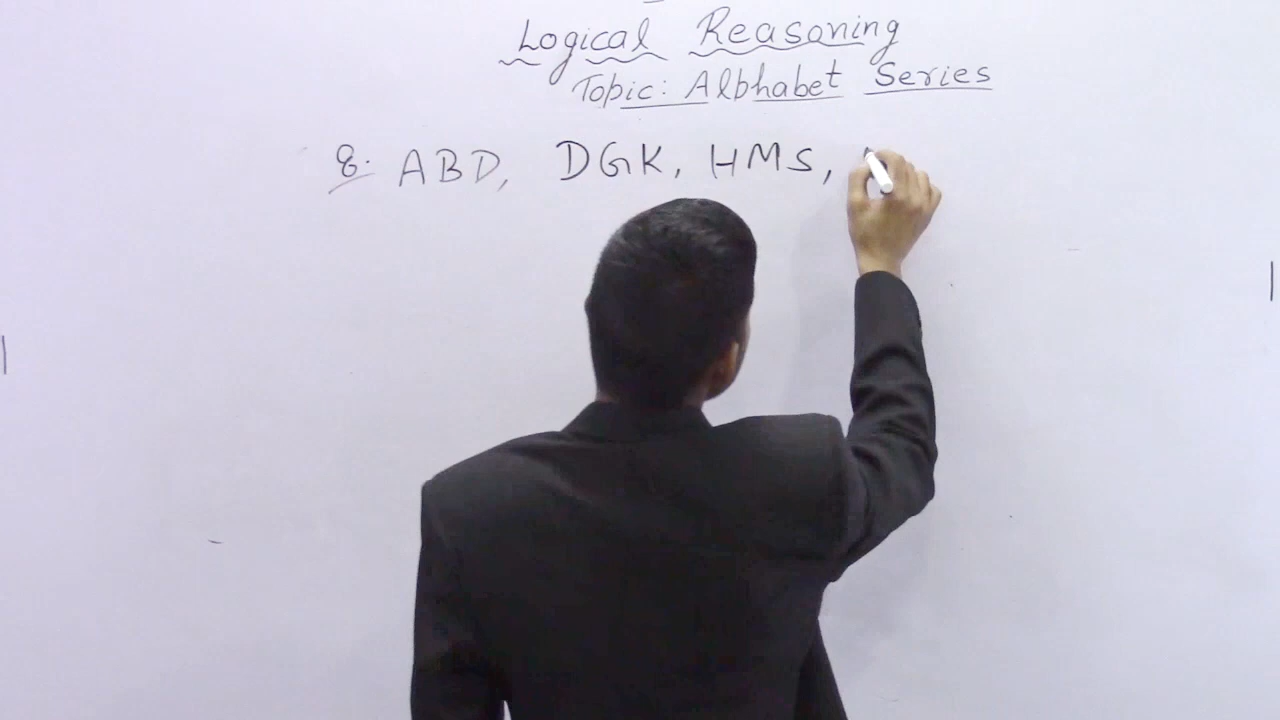 Logical Reasoning
Topic: Alphabet Series
8. ABD, DGK, HMS,